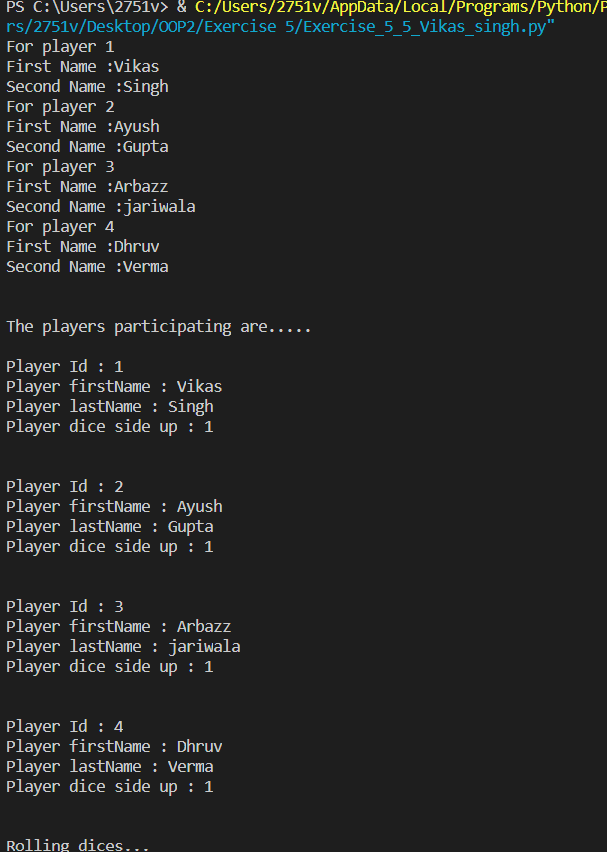 PS C:\Users\2751v> & C:/Users/2751v/AppData/Local/Programs/Python/P
rs/2751v/Desktop/OOP2/Exercise 5/Exercise_5_5_Vikas_singh.py"
For player 1
First Name :Vikas
Second Name :Singh
For player 2
First Name :Ayush
Second Name :Gupta
For player 3
First Name :Arbazz
Second Name :jariwala
For player 4
First Name :Dhruv
Second Name :Verma
The players participating are.....
Player Id : 1
Player firstName : Vikas
Player lastName : Singh
Player dice side up : 1
Player Id : 2
Player firstName : Ayush
Player lastName : Gupta
Player dice side up : 1
Player Id : 3
Player firstName : Arbazz
Player lastName : jariwala
Player dice side up : 1
Player Id : 4
Player firstName : Dhruv
Player lastName : Verma
Player dice side up : 1
Rolling dices...